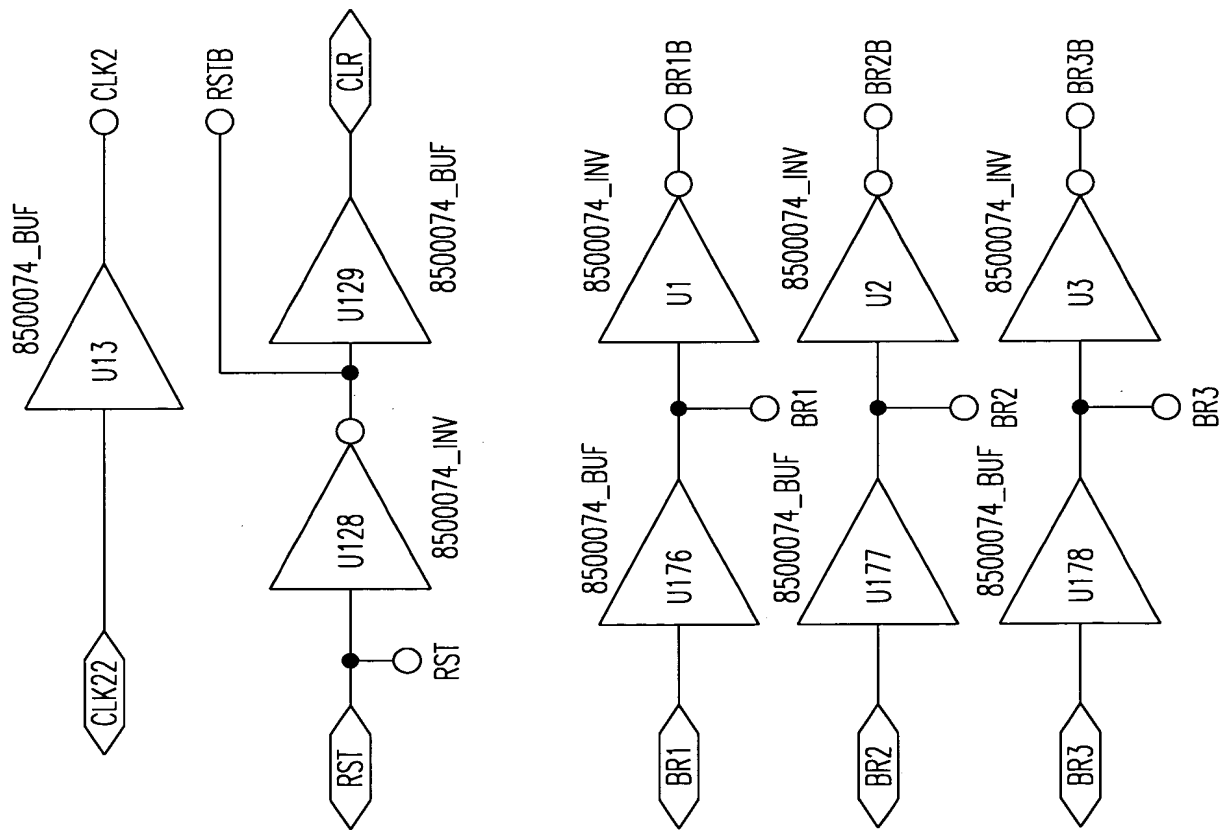 8500074_BUF
CLK22
U13
CLK2
RSTB
RST
RST
U128
8500074_INV
U129
8500074_BUF
CLR
8500074_BUF
BR1
U176
BR1
8500074_INV
U1
BR1B
8500074_BUF
BR2
U177
BR2
8500074_INV
U2
BR2B
8500074_BUF
BR3
U178
BR3
8500074_INV
U3
BR3B